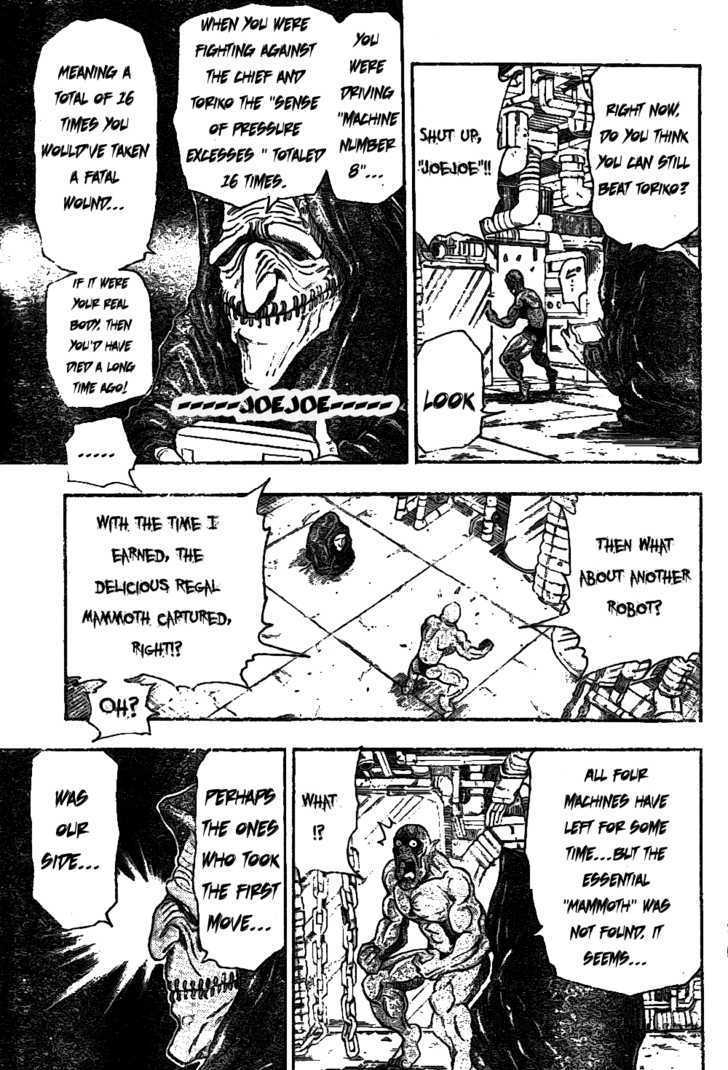 RIGHT NOW,
DO YOU THINK
YOU CAN STILL
BEAT TORIKO?
SHUT UP,
"JOEJOE"!!
LOOK
YOU
WERE
DRIVING
"MACHINE
NUMBER
8"...
WHEN YOU WERE
FIGHTING AGAINST
THE CHIEF AND
TORIKO THE "SENSE
OF PRESSURE
EXCESSES " TOTALED
26 TIMES.
MEANING A
TOTAL OF 26
TIMES YOU
WOULD'VE TAKEN
A FATAL
WOUND...
IF IT WERE
YOUR REAL
BODY. THEN
YOU'D HAVE
DIED A LONG
TIME AGO!
-----JOEJOE-----
.....
THEN WHAT
ABOUT ANOTHER
ROBOT?
WITH THE TIME I
EARNED, THE
DELICIOUS REGAL
MAMMOTH CAPTURED,
RIGHT!?
OH?
ALL FOUR
MACHINES HAVE
LEFT FOR SOME
TIME...BUT THE
ESSENTIAL
"MAMMOTH" WAS
NOT FOUND. IT
SEEMS...
WHAT
!?
PERHAPS
THE ONES
WHO TOOK
THE FIRST
MOVE...
WAS
OUR
SIDE...